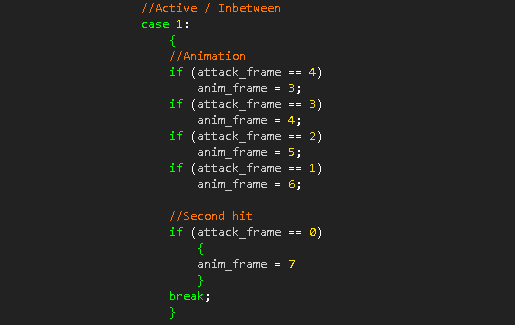 //Active / Inbetween
case 1:
{
//Animation
if (attack_frame == 4)
anim_frame = 3;
if (attack_frame == 3)
anim_frame = 4;
if (attack_frame == 2)
anim_frame = 5;
if (attack_frame == 1)
anim_frame = 6;
//Second hit
if (attack_frame == 0)
{
anim_frame = 7
}
break;
}